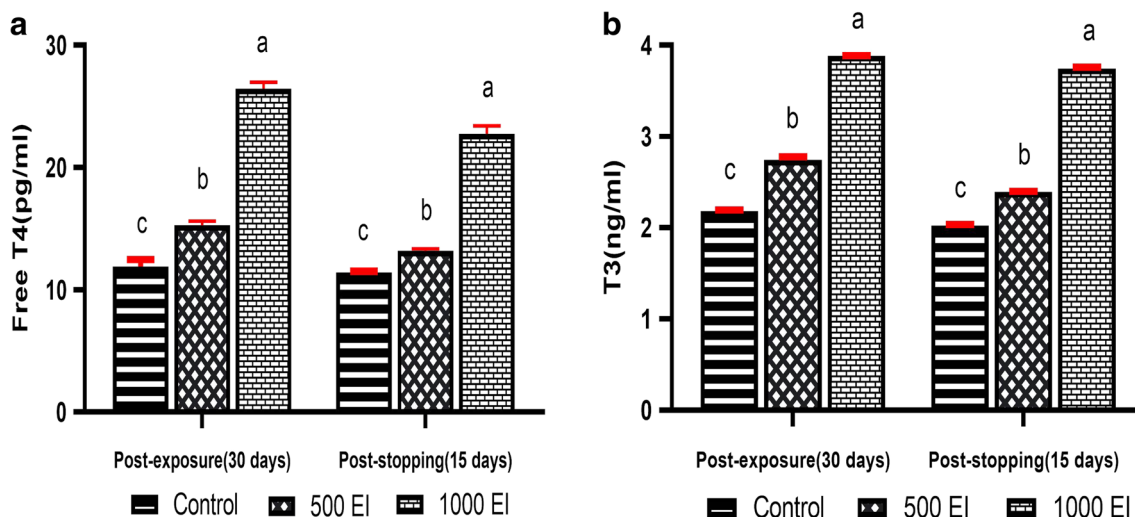 a
Free T4(pg/ml)
30
20
10
0
c
b
a
c
b
a
Post-exposure(30 days) Post-stopping(15 days)
Control 500 EI 1000 EI
b
T3(ng/ml)
4
3
2
1
0
c
b
a
c
b
a
Post-exposure(30 days) Post-stopping(15 days)
Control 500 EI 1000 EI